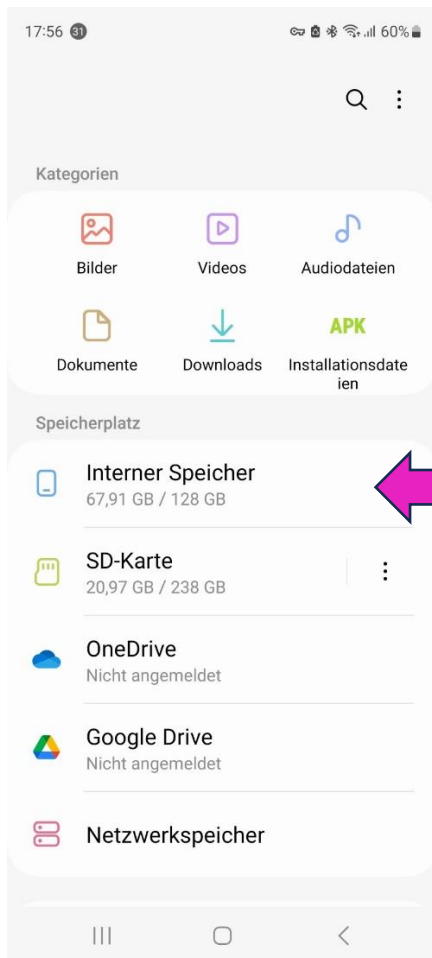 17:56 31 60%
Kategorien
Bilder Videos Audiodateien
Dokumente Downloads
APK
Installationsdate
ien
Speicherplatz
Interner Speicher
67,91 GB / 128 GB
SD-Karte
20,97 GB / 238 GB
OneDrive
Nicht angemeldet
Google Drive
Nicht angemeldet
Netzwerkspeicher